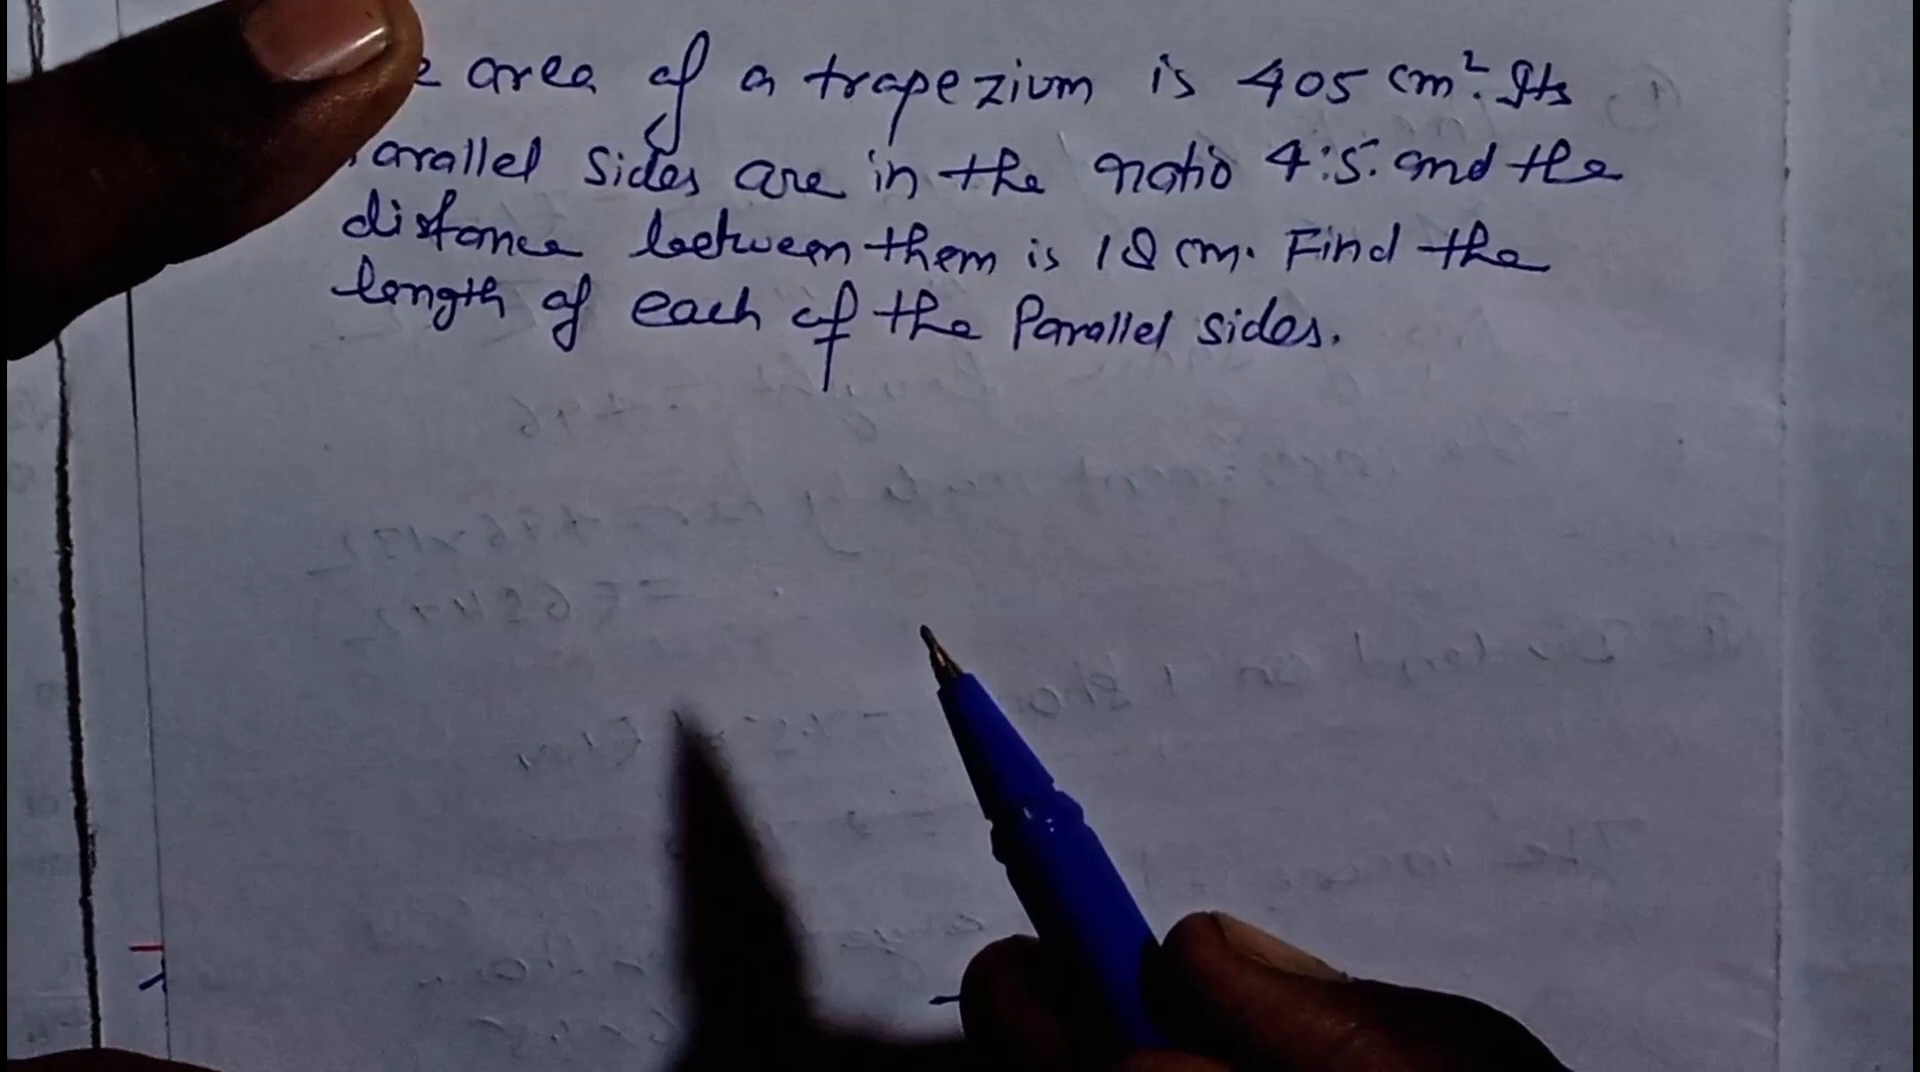 area of a trapezium is 405 cm². Its
parallel sides are in the ratio 4:5. and the
distance between them is 18 cm. Find the
length of each of the Parallel sides.